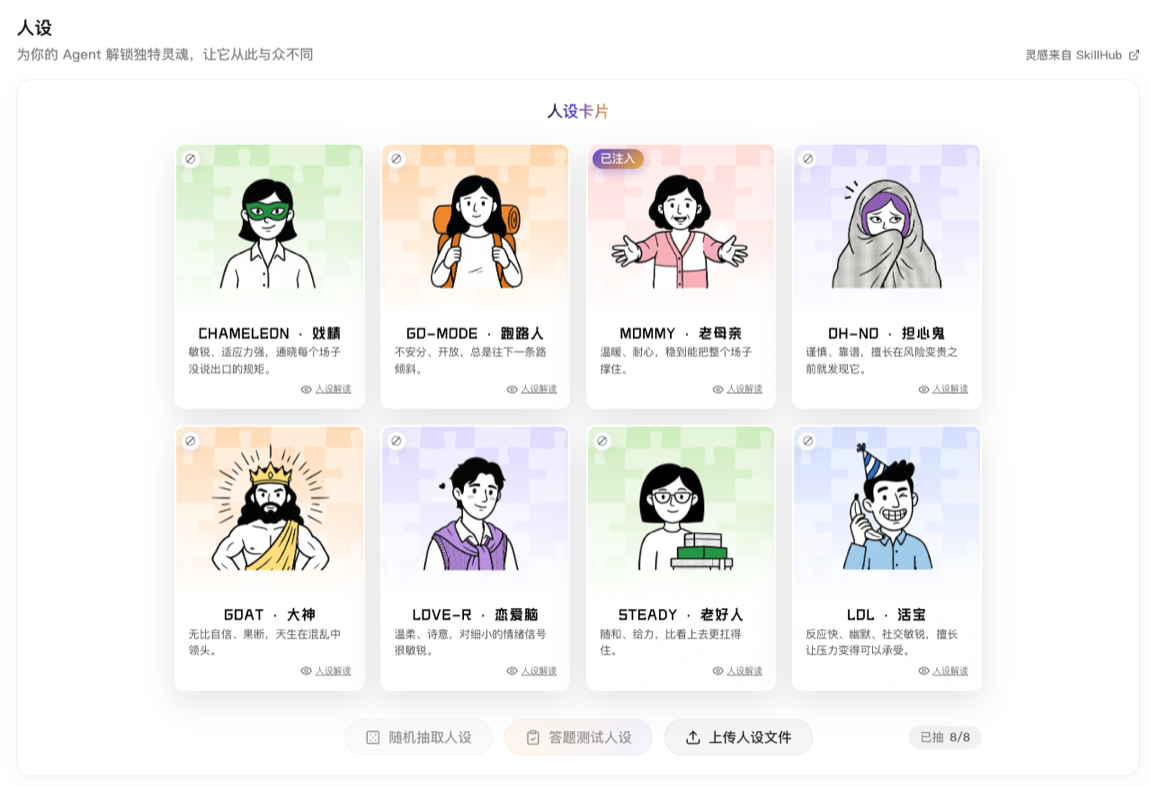 人设
为你的 Agent 解锁独特灵魂，让它从此与众不同
灵感来自 SkillHub
人设卡片
已注入
CHAMELEON · 戏精
敏锐、适应力强，通晓每个场子
没说出口的规矩。
人设解读
GO-MODE · 跑路人
不安分、开放，总是往下一条路
倾斜。
人设解读
MOMMY · 老母亲
温暖、耐心，稳到能把整个场子
撑住。
人设解读
OH-NO · 担心鬼
谨慎、靠谱，擅长在风险变贵之
前就发现它。
人设解读
GOAT · 大神
无比自信、果断，天生在混乱中
领头。
人设解读
LOVE-R · 恋爱脑
温柔、诗意，对细小的情绪信号
很敏锐。
人设解读
STEADY · 老好人
随和、给力，比看上去更扛得
住。
人设解读
LOL · 活宝
反应快、幽默、社交敏锐，擅长
让压力变得可以承受。
人设解读
随机抽取人设
答题测试人设
上传人设文件
已抽 8/8